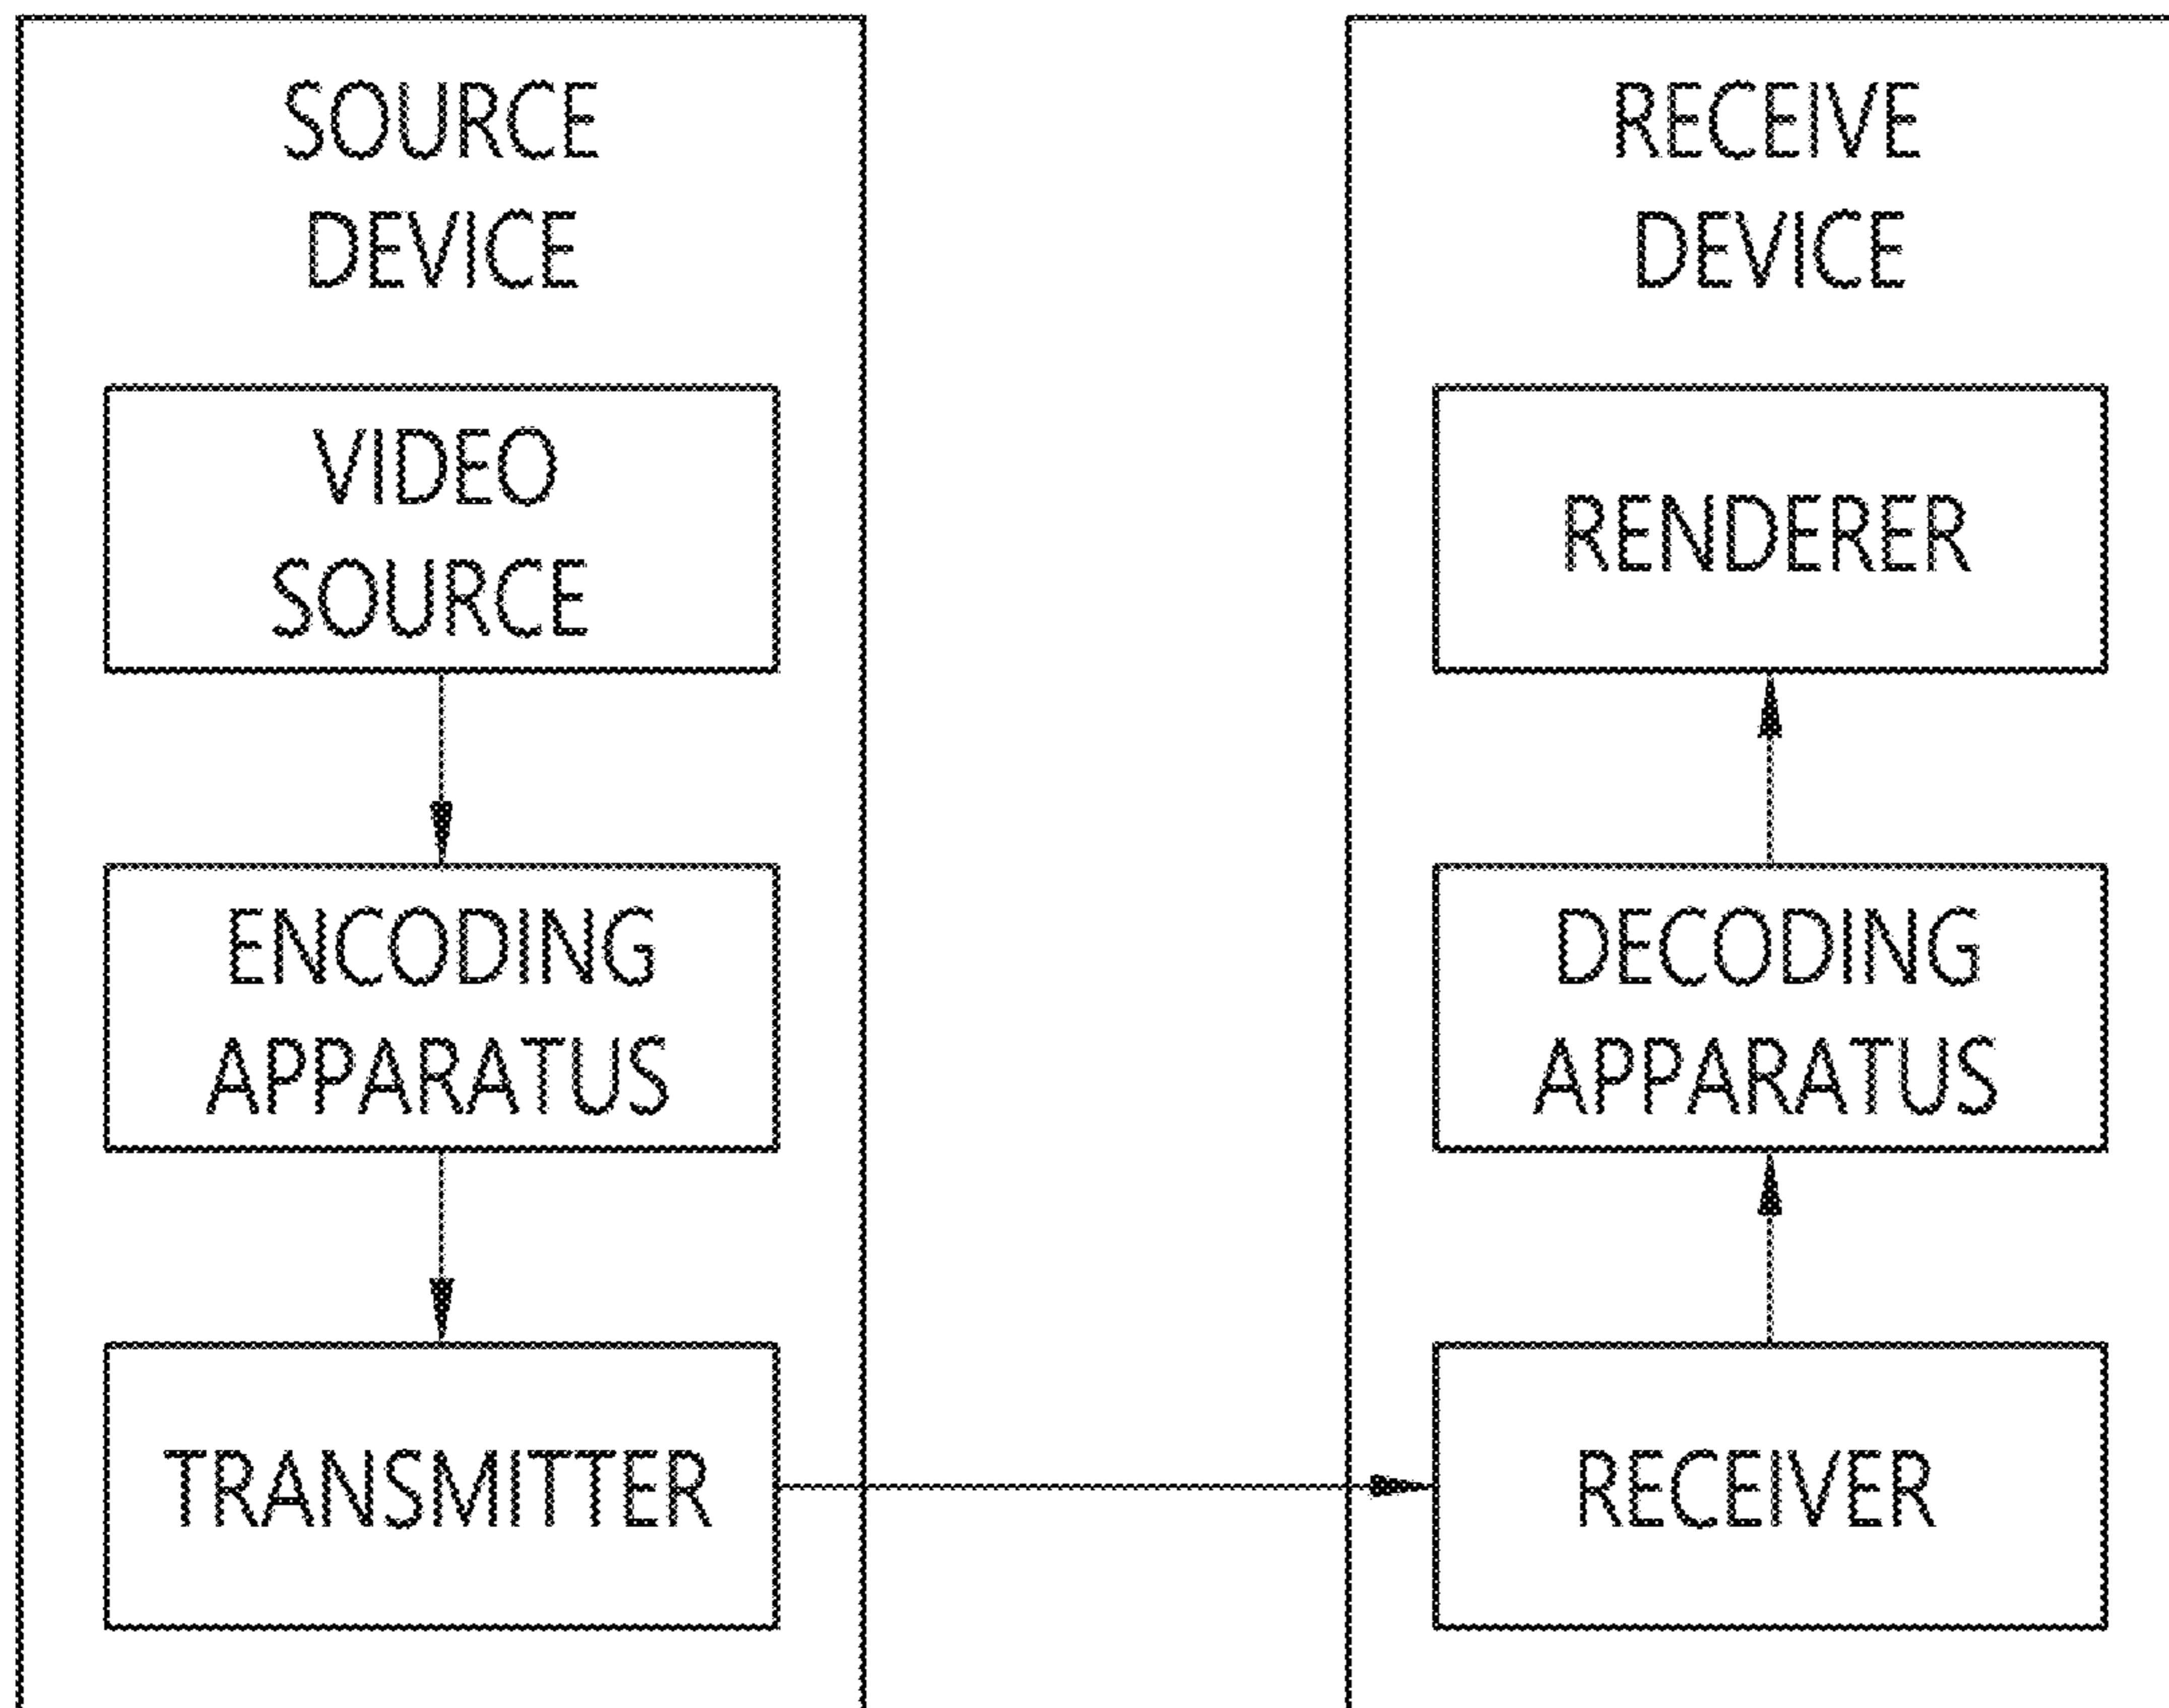 SOURCE
DEVICE
VIDEO
SOURCE
ENCODING
APPARATUS
TRANSMITTER
RECEIVE
DEVICE
RENDERER
DECODING
APPARATUS
RECEIVER